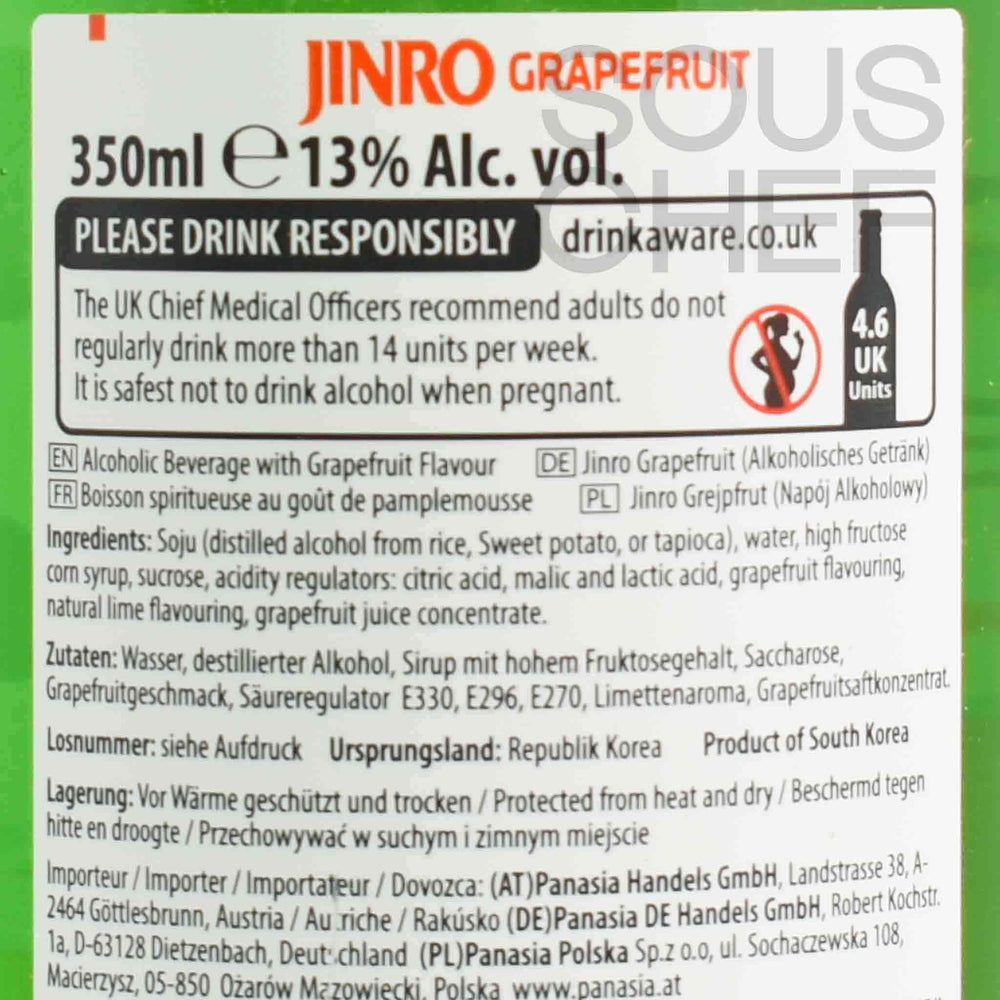 JINRO GRAPEFRUIT
SOUS
CHEF
350ml ℮ 13% Alc. vol.
PLEASE DRINK RESPONSIBLY drinkaware.co.uk
The UK Chief Medical Officers recommend adults do not
regularly drink more than 14 units per week.
It is safest not to drink alcohol when pregnant.
4.6
UK
Units
EN Alcoholic Beverage with Grapefruit Flavour DE Jinro Grapefruit (Alkoholisches Getränk)
FR Boisson spiritueuse au goût de pamplemousse PL Jinro Grejpfrut (Napój Alkoholowy)
Ingredients: Soju (distilled alcohol from rice, Sweet potato, or tapioca), water, high fructose
corn syrup, sucrose, acidity regulators: citric acid, malic and lactic acid, grapefruit flavouring,
natural lime flavouring, grapefruit juice concentrate.
Zutaten: Wasser, destillierter Alkohol, Sirup mit hohem Fruktosegehalt, Saccharose,
Grapefruitgeschmack, Säureregulator E330, E296, E270, Limettenaroma, Grapefruitsaftkonzentrat.
Losnummer: siehe Aufdruck Ursprungsland: Republik Korea Product of South Korea
Lagerung: Vor Wärme geschützt und trocken / Protected from heat and dry / Beschermd tegen
hitte en droogte / Przechowywać w suchym i zimnym miejscie
Importeur / Importer / Importateur / Dovozca: (AT)Panasia Handels GmbH, Landstrasse 38, A-
2464 Göttlesbrunn, Austria / Autriche / Rakúsko (DE)Panasia DE Handels GmbH, Robert Kochstr.
1a, D-63128 Dietzenbach, Deutschland (PL)Panasia Polska Sp.z o.o, ul. Sochaczewska 108,
Macierzysz, 05-850 Ożarów Mazowiecki, Polska www.panasia.at